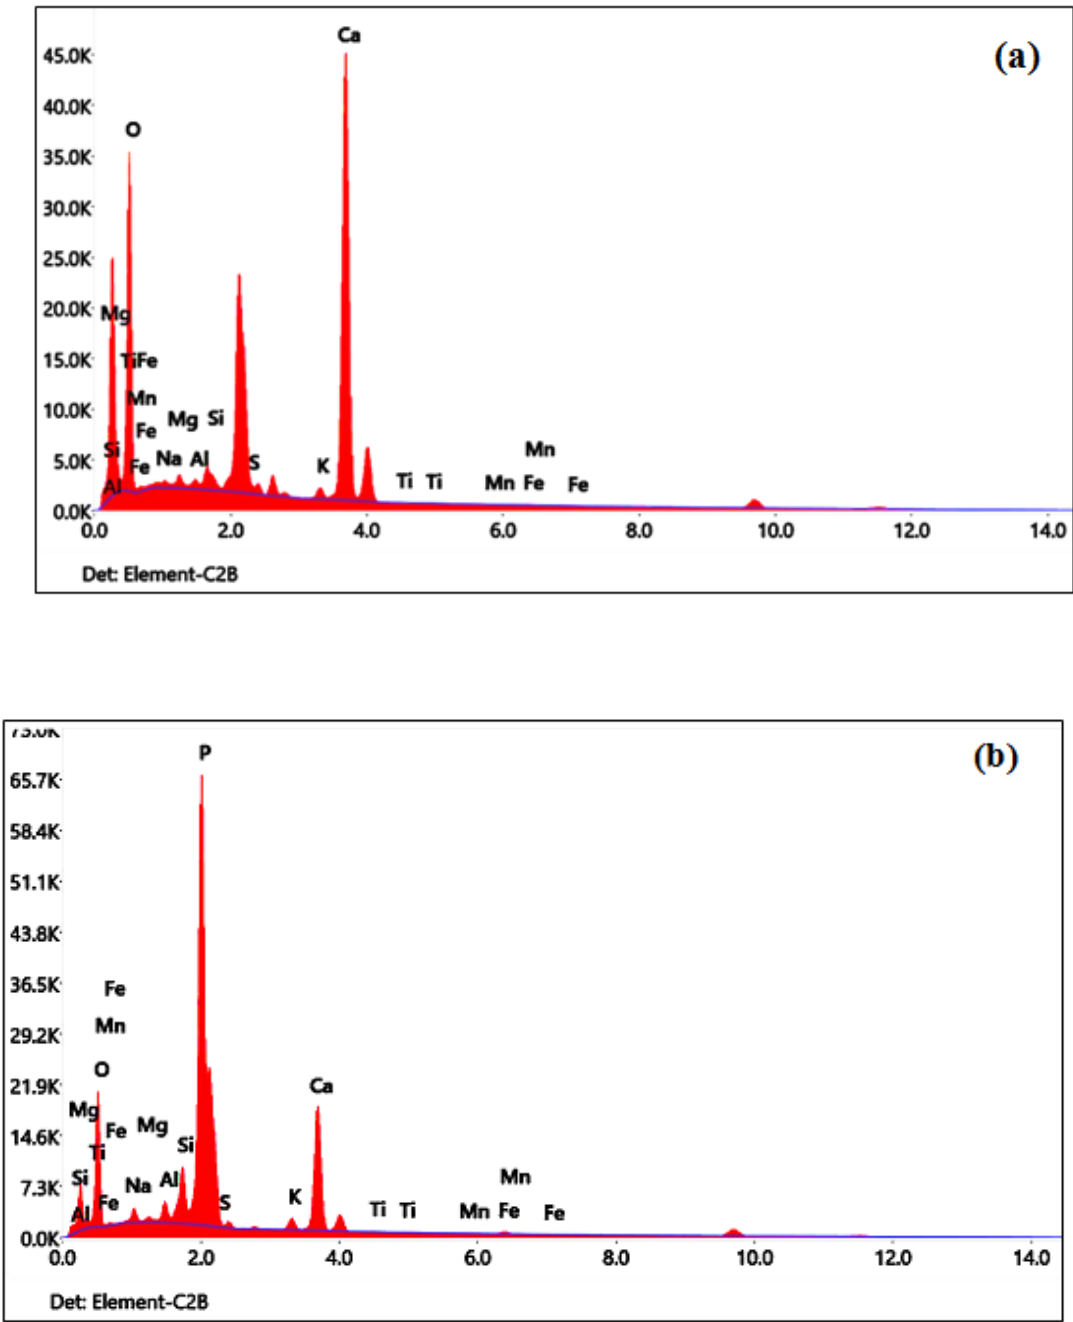 Ca
(a)
45.0K
40.0K
O
35.0K
30.0K
25.0K
20.0K
Mg
15.0K
TiFe
Mn
10.0K
Mg
Si
Fe
Si
Mn
5.0K
Fe
Na
Al
S
K
Ti
Ti
Mn
Fe
Fe
Al
0.0K
0.0 2.0 4.0 6.0 8.0 10.0 12.0 14.0
Det: Element-C2B
73.0K
P
(b)
65.7K
58.4K
51.1K
43.8K
36.5K
Fe
29.2K
Mn
O
21.9K
Ca
Mg
14.6K
Fe
Mg
Ti
Si
Si
7.3K
Na
Al
Mn
Al
Fe
S
K
Ti
Ti
Mn
Fe
Fe
0.0K
0.0 2.0 4.0 6.0 8.0 10.0 12.0 14.0
Det: Element-C2B